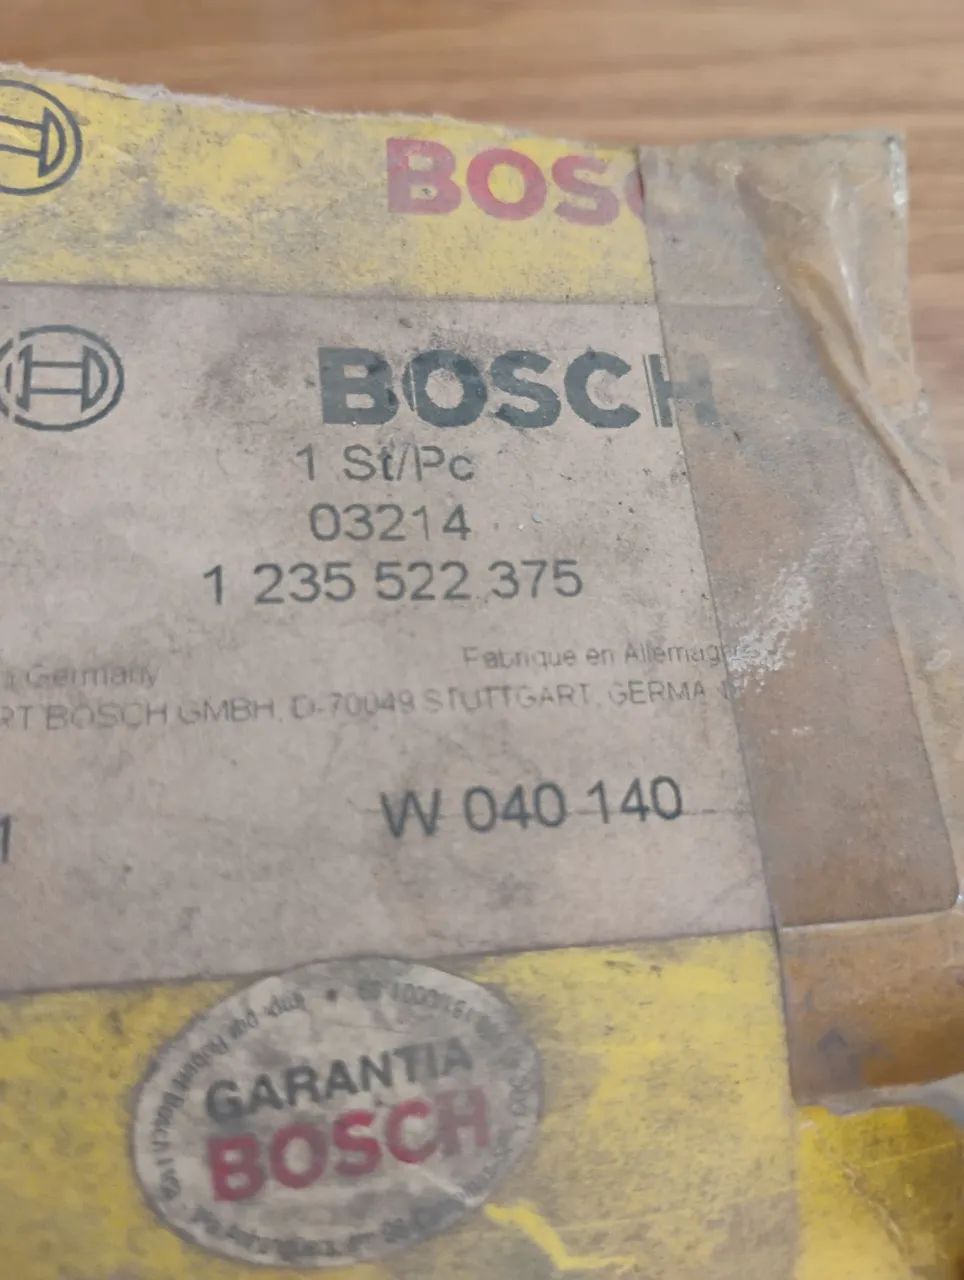 BOSC
BOSCH
1 St/Pc
03214
1 235 522 375
Germany
Fabrique en Allemagn
RT BOSCH GMBH, D-70049 STUTTGART, GERMA
1
W 040 140
GARANTIA
BOSCH